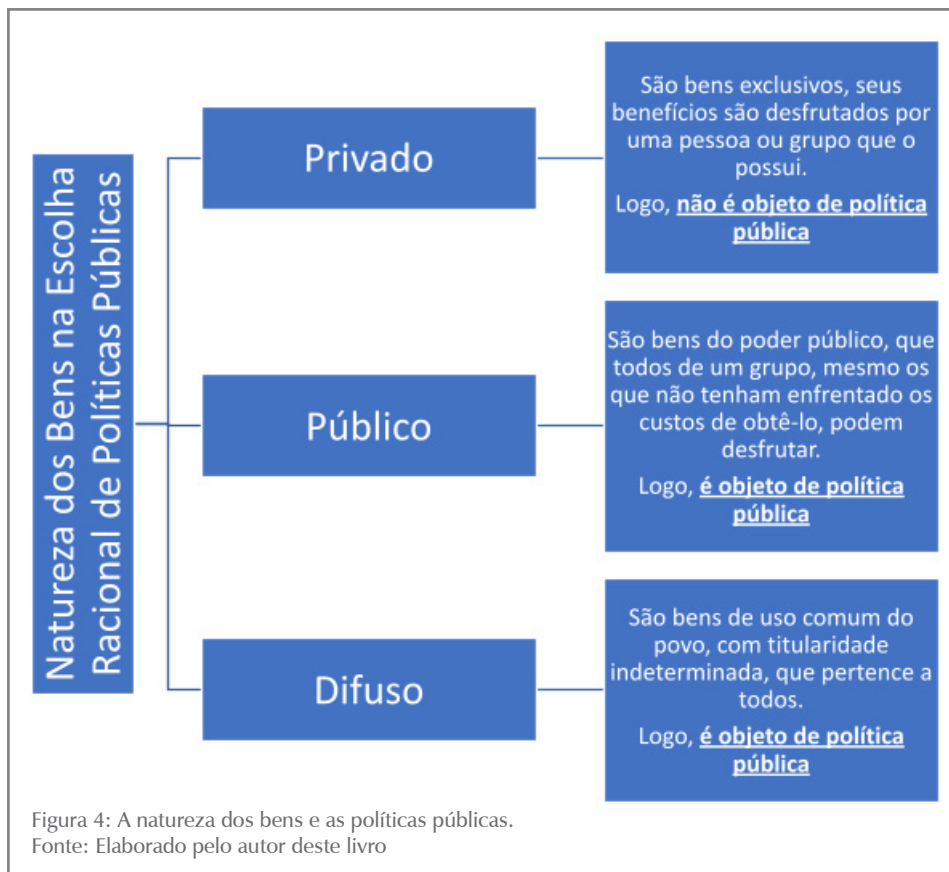 Natureza dos Bens na Escolha
Racional de Políticas Públicas
Privado
São bens exclusivos, seus
benefícios são desfrutados por
uma pessoa ou grupo que o
possui.
Logo, não é objeto de política
pública
Público
São bens do poder público, que
todos de um grupo, mesmo os
que não tenham enfrentado os
custos de obtê-lo, podem
desfrutar.
Logo, é objeto de política
pública
Difuso
São bens de uso comum do
povo, com titularidade
indeterminada, que pertence a
todos.
Logo, é objeto de política
pública
Figura 4: A natureza dos bens e as políticas públicas.
Fonte: Elaborado pelo autor deste livro